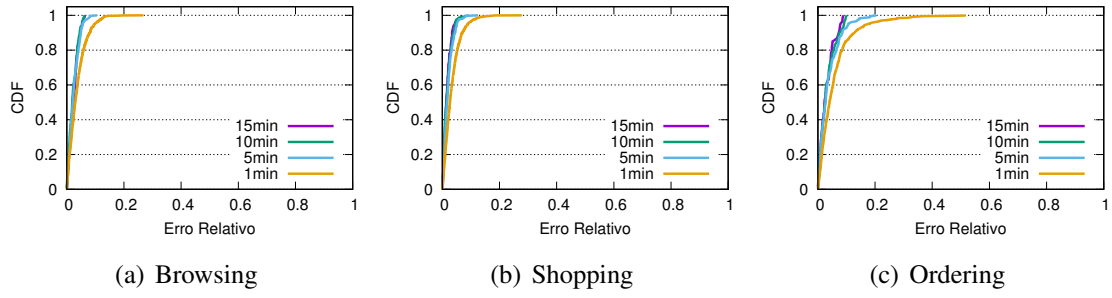 1
0.8
0.6
0.4
0.2
0
CDF
15min
10min
5min
1min
0 0.2 0.4 0.6 0.8 1
Erro Relativo
(a) Browsing
1
0.8
0.6
0.4
0.2
0
CDF
15min
10min
5min
1min
0 0.2 0.4 0.6 0.8 1
Erro Relativo
(b) Shopping
1
0.8
0.6
0.4
0.2
0
CDF
15min
10min
5min
1min
0 0.2 0.4 0.6 0.8 1
Erro Relativo
(c) Ordering